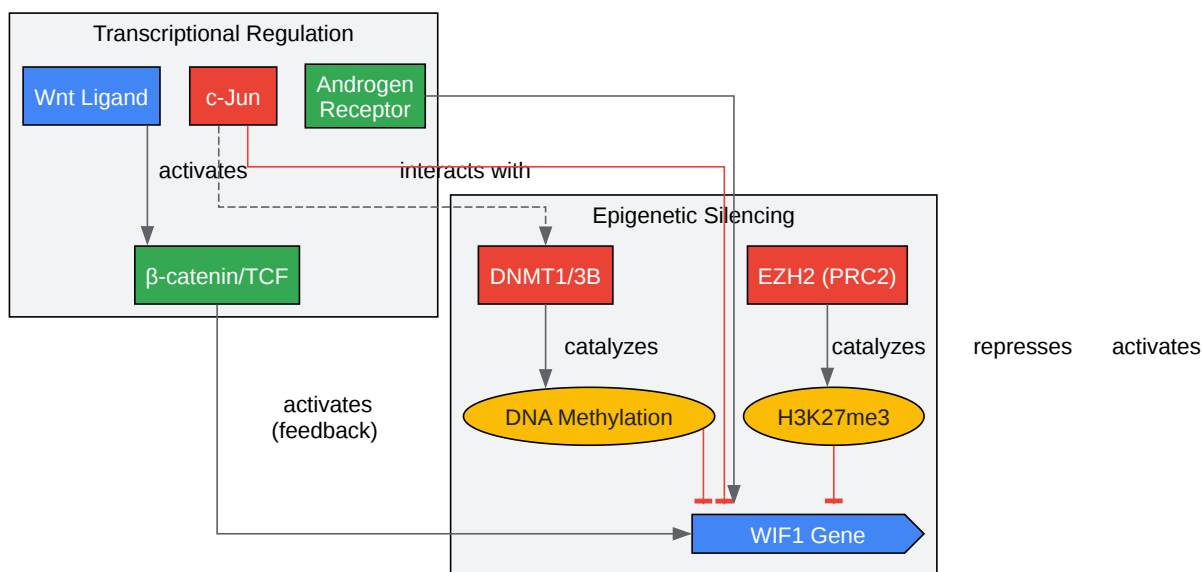 Transcriptional Regulation
Wnt Ligand
c-Jun
Androgen
Receptor
activates
interacts with
Epigenetic Silencing
β-catenin/TCF
DNMT1/3B
EZH2 (PRC2)
catalyzes
catalyzes
represses
activates
activates
(feedback)
DNA Methylation
H3K27me3
WIF1 Gene